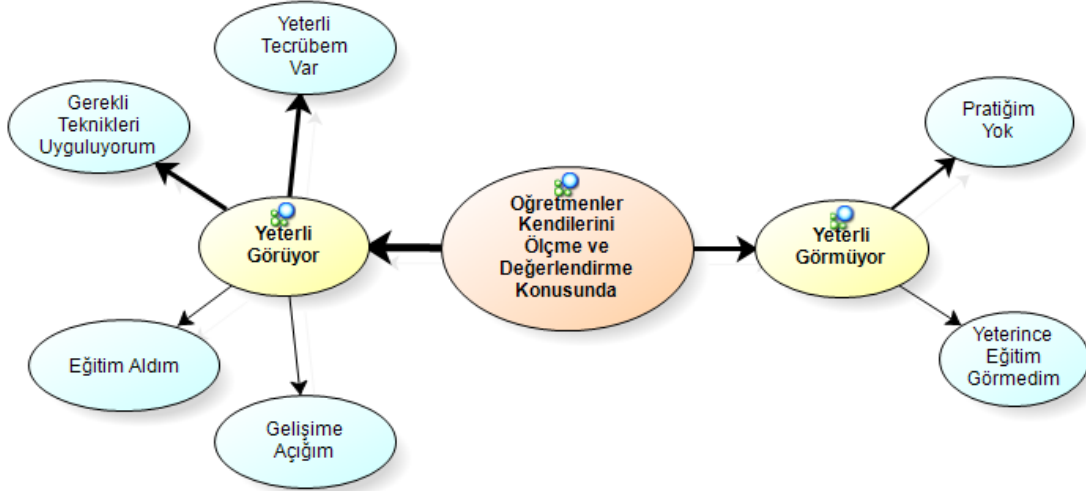 Yeterli
Tecrübem
Var
Gerekli
Teknikleri
Uyguluyorum
Yeterli
Görüyor
Eğitim Aldım
Gelişime
Açığım
Oğretmenler
Kendilerini
Ölçme ve
Değerlendirme
Konusunda
Pratiğim
Yok
Yeterli
Görmüyor
Yeterince
Eğitim
Görmedim